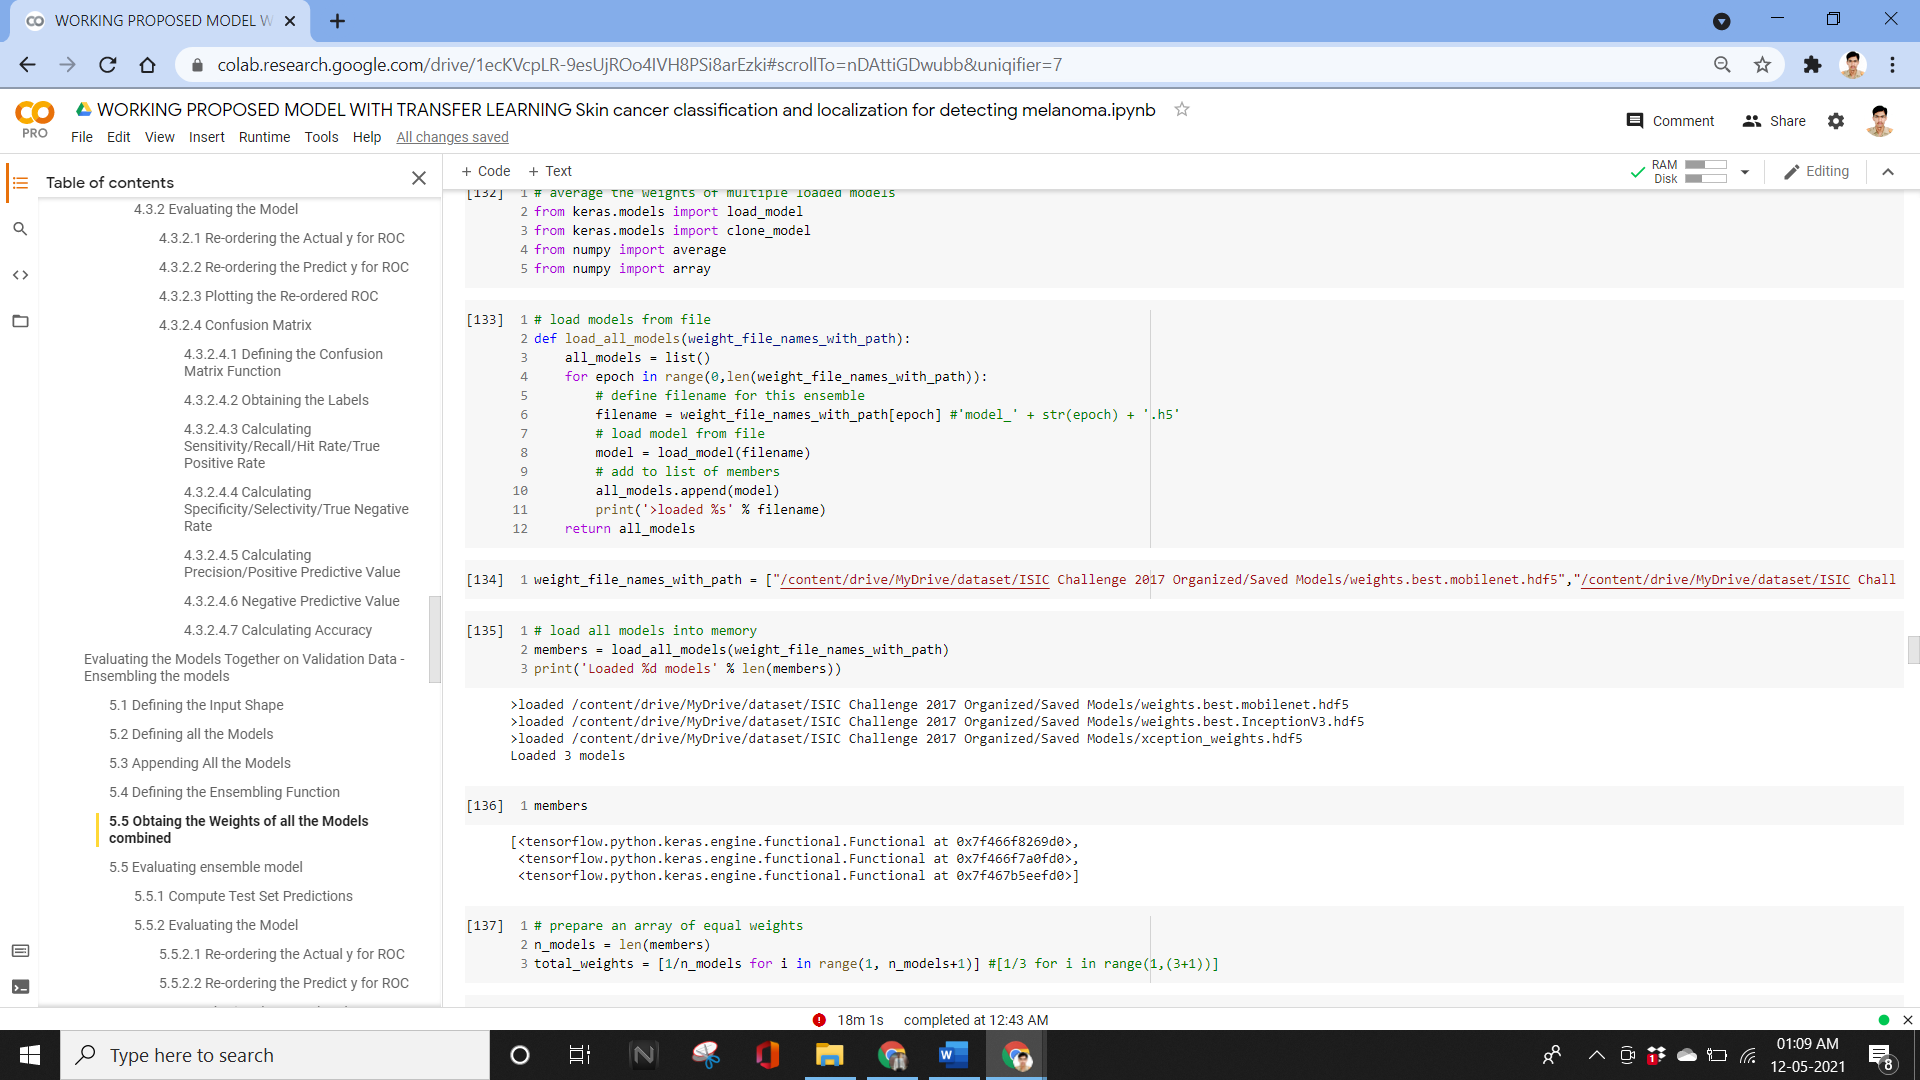 WORKING PROPOSED MODEL W
colab.research.google.com/drive/1ecKVcpLR-9esUjROo4IVH8PSi8arEzki#scrollTo=nDAttiGDwubb&uniqifier=7
CO
PRO
WORKING PROPOSED MODEL WITH TRANSFER LEARNING Skin cancer classification and localization for detecting melanoma.ipynb
File Edit View Insert Runtime Tools Help All changes saved
Comment Share
Table of contents
+ Code + Text
RAM
Disk
Editing
4.3.2 Evaluating the Model
4.3.2.1 Re-ordering the Actual y for ROC
4.3.2.2 Re-ordering the Predict y for ROC
4.3.2.3 Plotting the Re-ordered ROC
4.3.2.4 Confusion Matrix
4.3.2.4.1 Defining the Confusion
Matrix Function
4.3.2.4.2 Obtaining the Labels
4.3.2.4.3 Calculating
Sensitivity/Recall/Hit Rate/True
Positive Rate
4.3.2.4.4 Calculating
Specificity/Selectivity/True Negative
Rate
4.3.2.4.5 Calculating
Precision/Positive Predictive Value
4.3.2.4.6 Negative Predictive Value
4.3.2.4.7 Calculating Accuracy
Evaluating the Models Together on Validation Data -
Ensembling the models
5.1 Defining the Input Shape
5.2 Defining all the Models
5.3 Appending All the Models
5.4 Defining the Ensembling Function
5.5 Obtaing the Weights of all the Models
combined
5.5 Evaluating ensemble model
5.5.1 Compute Test Set Predictions
5.5.2 Evaluating the Model
5.5.2.1 Re-ordering the Actual y for ROC
5.5.2.2 Re-ordering the Predict y for ROC
[132] 1 # average the weights of multiple loaded models
2 from keras.models import load_model
3 from keras.models import clone_model
4 from numpy import average
5 from numpy import array
[133] 1 # load models from file
2 def load_all_models(weight_file_names_with_path):
3 all_models = list()
4 for epoch in range(0,len(weight_file_names_with_path)):
5 # define filename for this ensemble
6 filename = weight_file_names_with_path[epoch] #'model_' + str(epoch) + '.h5'
7 # load model from file
8 model = load_model(filename)
9 # add to list of members
10 all_models.append(model)
11 print('>loaded %s' % filename)
12 return all_models
[134] 1 weight_file_names_with_path = ["/content/drive/MyDrive/dataset/ISIC Challenge 2017 Organized/Saved Models/weights.best.mobilenet.hdf5","/content/drive/MyDrive/dataset/ISIC Chall
[135] 1 # load all models into memory
2 members = load_all_models(weight_file_names_with_path)
3 print('Loaded %d models' % len(members))
>loaded /content/drive/MyDrive/dataset/ISIC Challenge 2017 Organized/Saved Models/weights.best.mobilenet.hdf5
>loaded /content/drive/MyDrive/dataset/ISIC Challenge 2017 Organized/Saved Models/weights.best.InceptionV3.hdf5
>loaded /content/drive/MyDrive/dataset/ISIC Challenge 2017 Organized/Saved Models/xception_weights.hdf5
Loaded 3 models
[136] 1 members
[<tensorflow.python.keras.engine.functional.Functional at 0x7f466f8269d0>,
<tensorflow.python.keras.engine.functional.Functional at 0x7f466f7a0fd0>,
<tensorflow.python.keras.engine.functional.Functional at 0x7f467b5eefd0>]
[137] 1 # prepare an array of equal weights
2 n_models = len(members)
3 total_weights = [1/n_models for i in range(1, n_models+1)] #[1/3 for i in range(1,(3+1))]
18m 1s completed at 12:43 AM
Type here to search
01:09 AM
12-05-2021
8